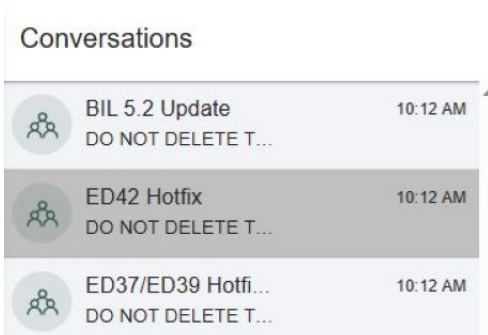 Conversations
BIL 5.2 Update 10:12 AM
DO NOT DELETE T...
ED42 Hotfix 10:12 AM
DO NOT DELETE T...
ED37/ED39 Hotfi... 10:12 AM
DO NOT DELETE T...